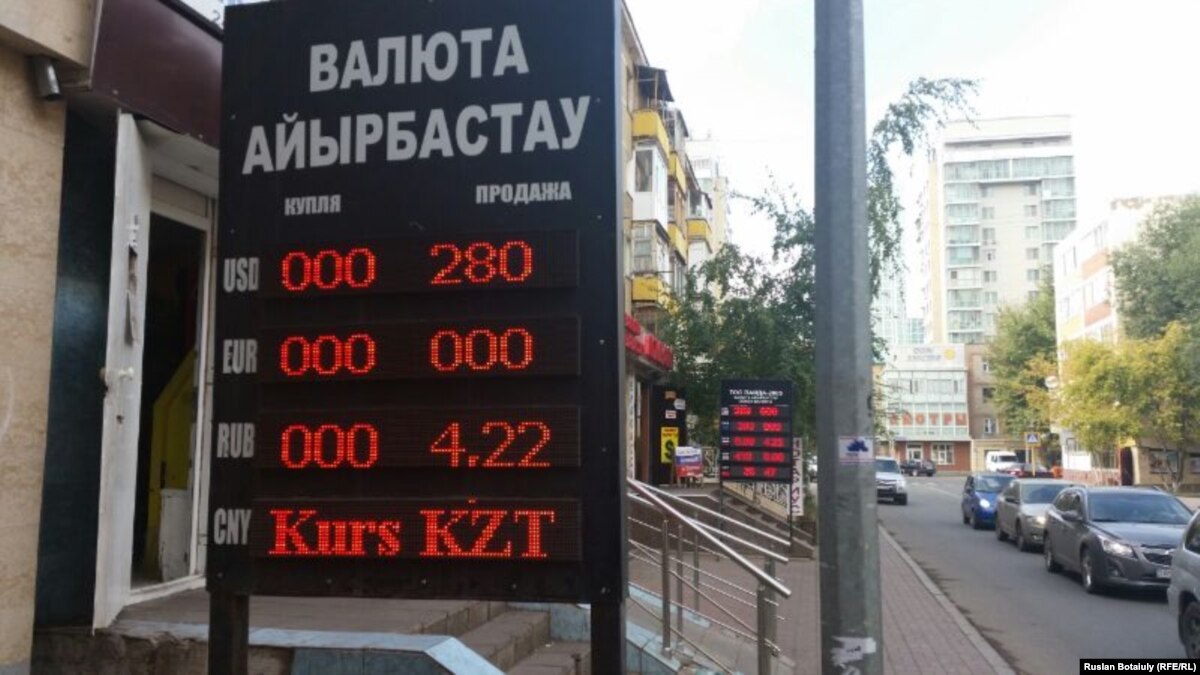 ВАЛЮТА
АЙЫРБАСТАУ
КУПЛЯ ПРОДАЖА
USD 000 280
EUR 000 000
RUB 000 4.22
CNY Kurs KZT
Ruslan Botaiuly (RFE/RL)